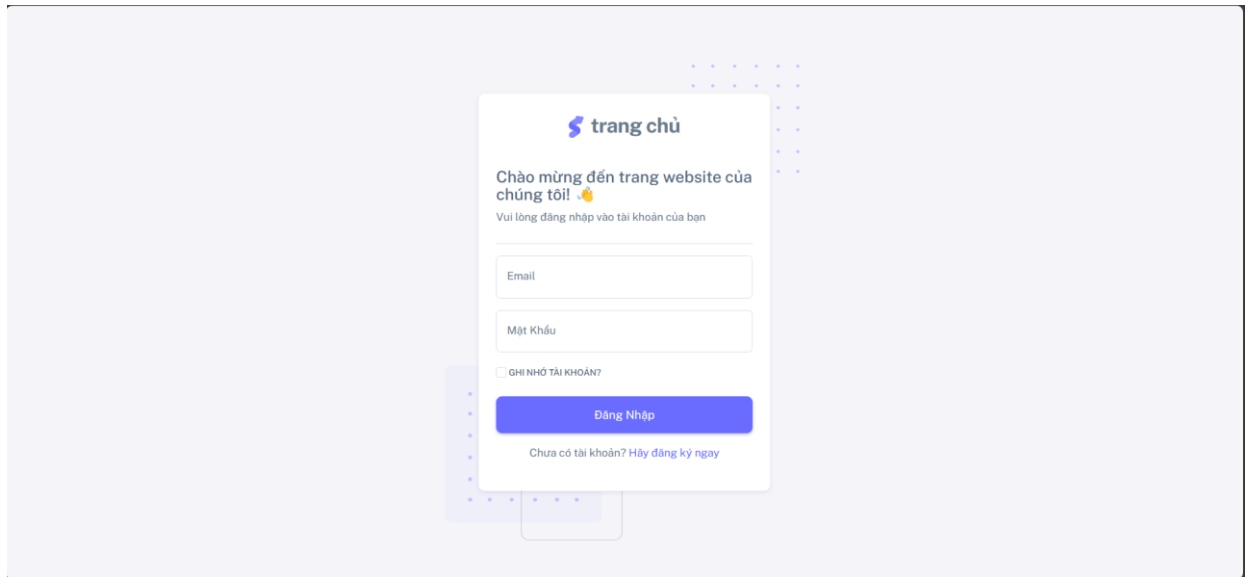 trang chủ
Chào mừng đến trang website của
chúng tôi! 👋
Vui lòng đăng nhập vào tài khoản của bạn
Email
Mật Khẩu
GHI NHỚ TÀI KHOẢN?
Đăng Nhập
Chưa có tài khoản? Hãy đăng ký ngay